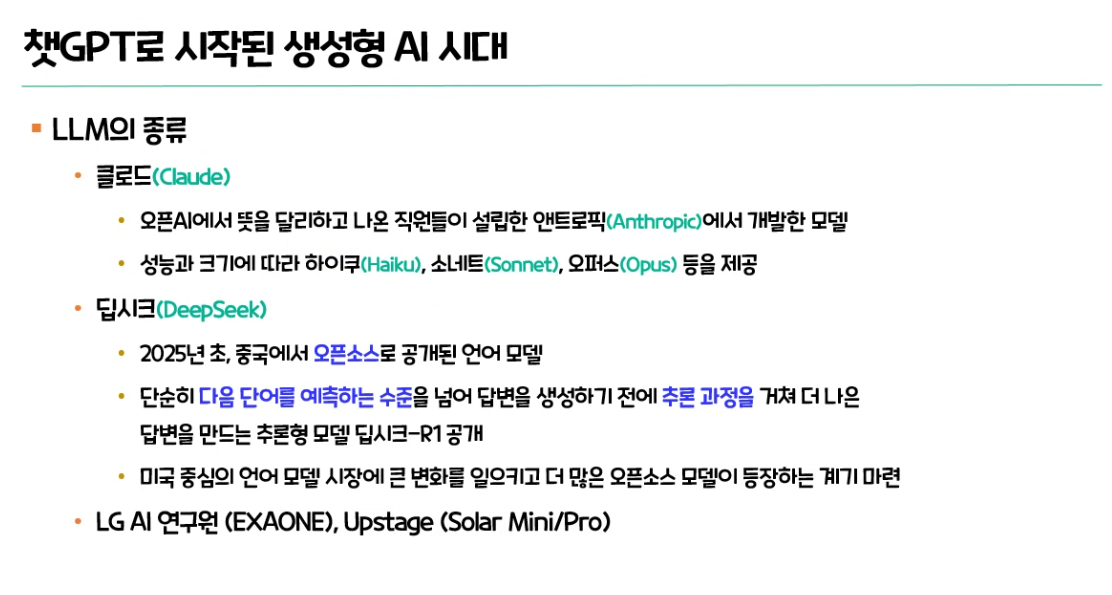 챗GPT로 시작된 생성형 AI 시대
▪ LLM의 종류
• 클로드(Claude)
• 오픈AI에서 뜻을 달리하고 나온 직원들이 설립한 앤트로픽(Anthropic)에서 개발한 모델
• 성능과 크기에 따라 하이쿠(Haiku), 소네트(Sonnet), 오퍼스(Opus) 등을 제공
• 딥시크(DeepSeek)
• 2025년 초, 중국에서 오픈소스로 공개된 언어 모델
• 단순히 다음 단어를 예측하는 수준을 넘어 답변을 생성하기 전에 추론 과정을 거쳐 더 나은
답변을 만드는 추론형 모델 딥시크-R1 공개
• 미국 중심의 언어 모델 시장에 큰 변화를 일으키고 더 많은 오픈소스 모델이 등장하는 계기 마련
• LG AI 연구원 (EXAONE), Upstage (Solar Mini/Pro)